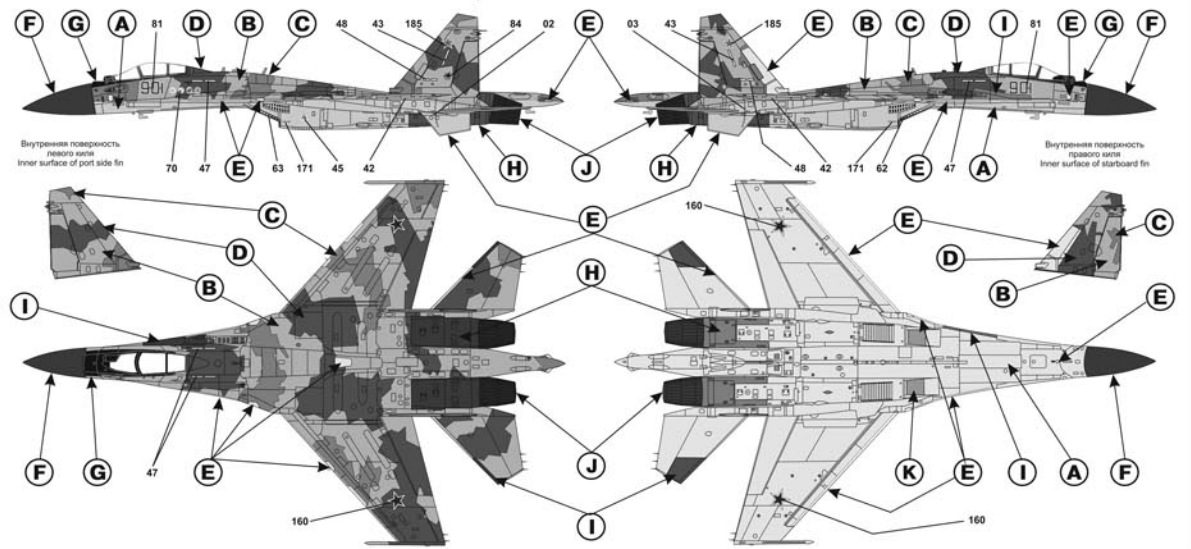 F G A 81 D B C 48 43 185 84 02 E 03 43 185 E B C D I 81 E G F
901 901
Внутренняя поверхность
левого киля
Inner surface of port side fin
Внутренняя поверхность
правого киля
Inner surface of starboard fin
70 47 E 63 171 45 42 H J H 48 42 171 62 E 47 A
C E 160 E C
D H D
B B
I E
F G 47 E J K E I A F
160 I 160